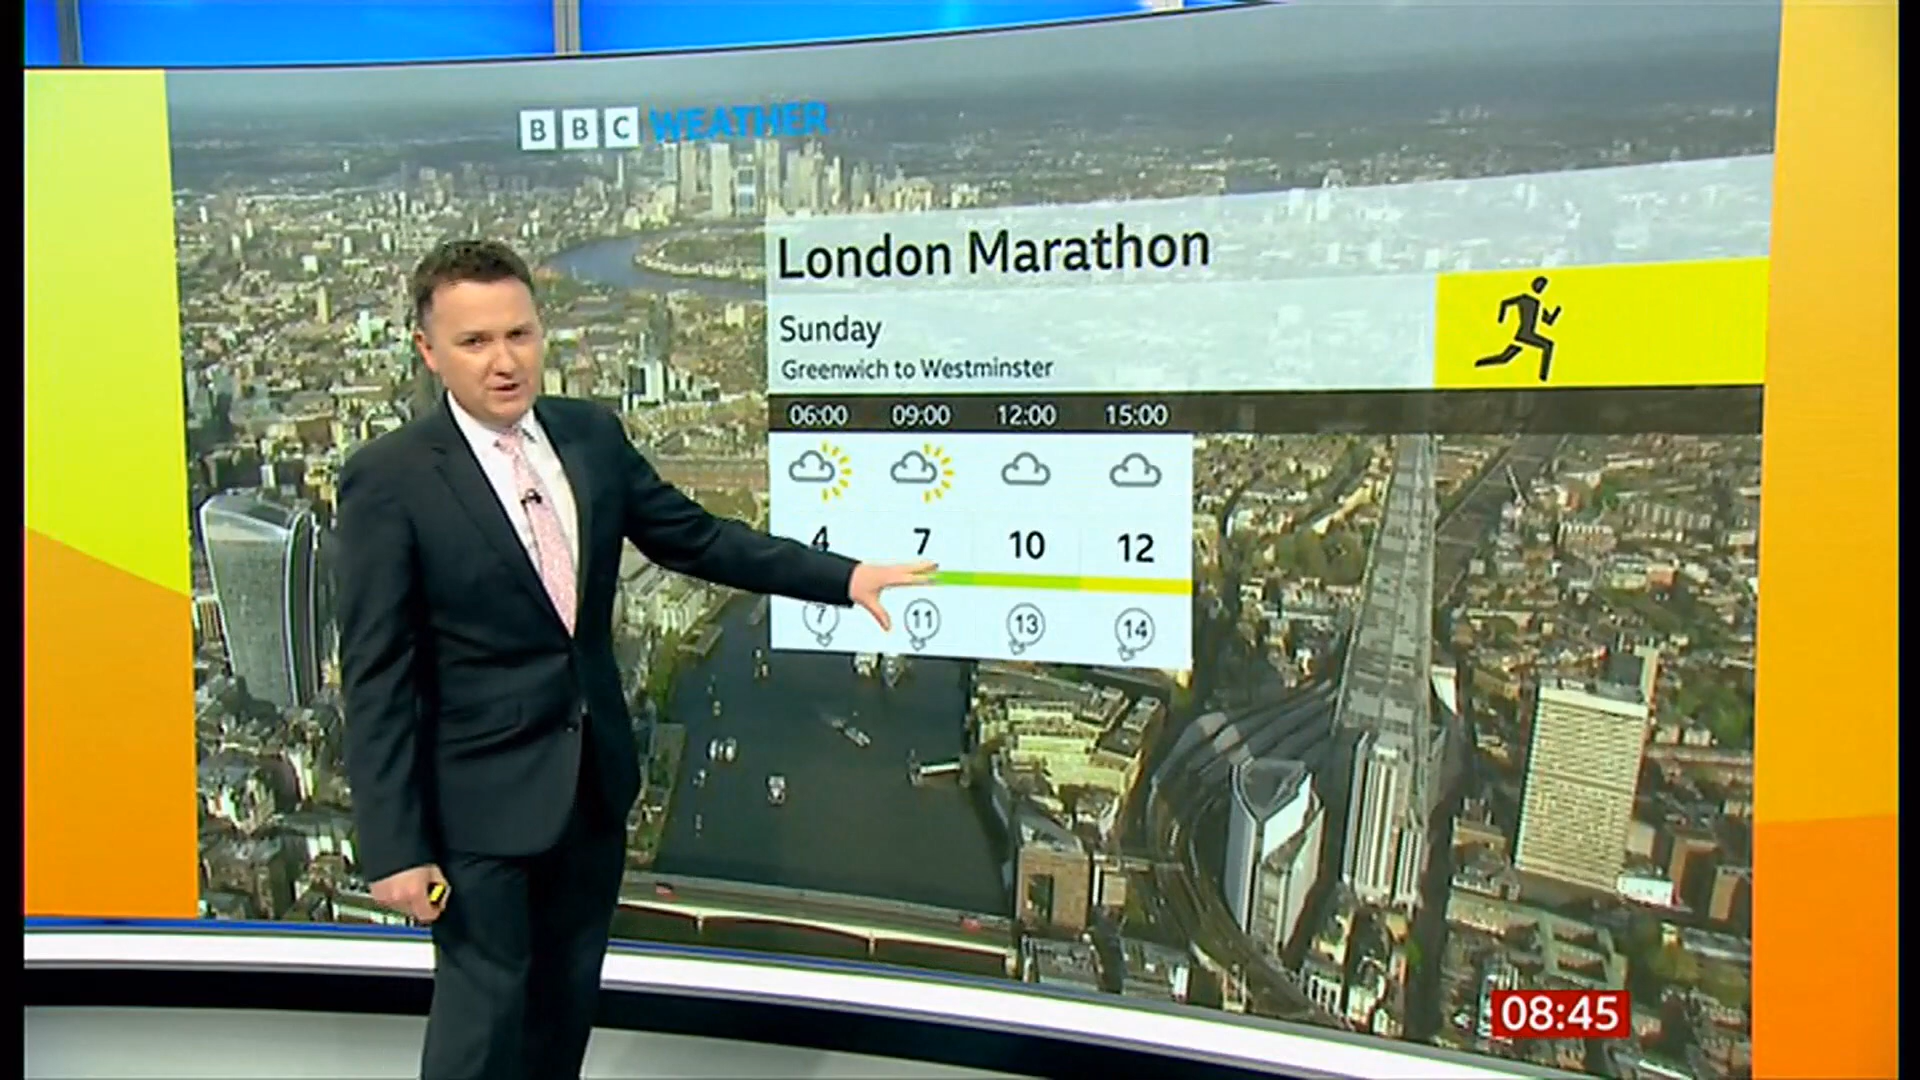 BBC WEATHER
London Marathon
Sunday
Greenwich to Westminster
06:00 09:00 12:00 15:00
4 7 10 12
7 11 13 14
08:45